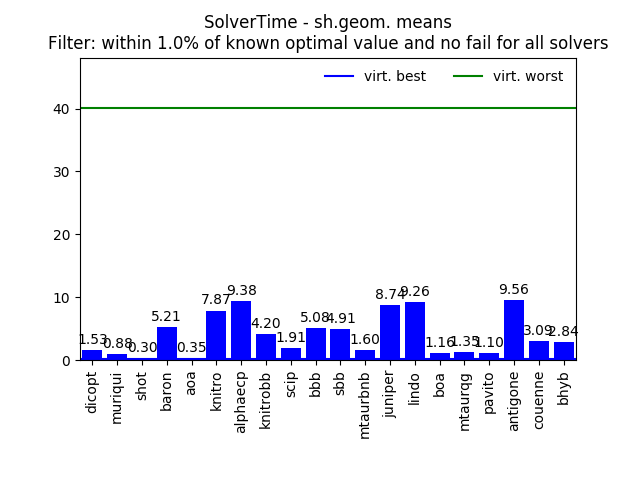 SolverTime - sh.geom. means
Filter: within 1.0% of known optimal value and no fail for all solvers
virt. best virt. worst
40
30
20
10
0
1.53 0.88 0.30 5.21 0.35 7.87 9.38 4.20 1.91 5.08 4.91 1.60 8.74 9.26 1.16 1.35 1.10 9.56 3.09 2.84
dicopt
muriqui
shot
baron
aoa
knitro
alphaecp
knitrobb
scip
bbb
sbb
mtaurbnb
juniper
lindo
boa
mtaurqg
pavito
antigone
couenne
bhyb